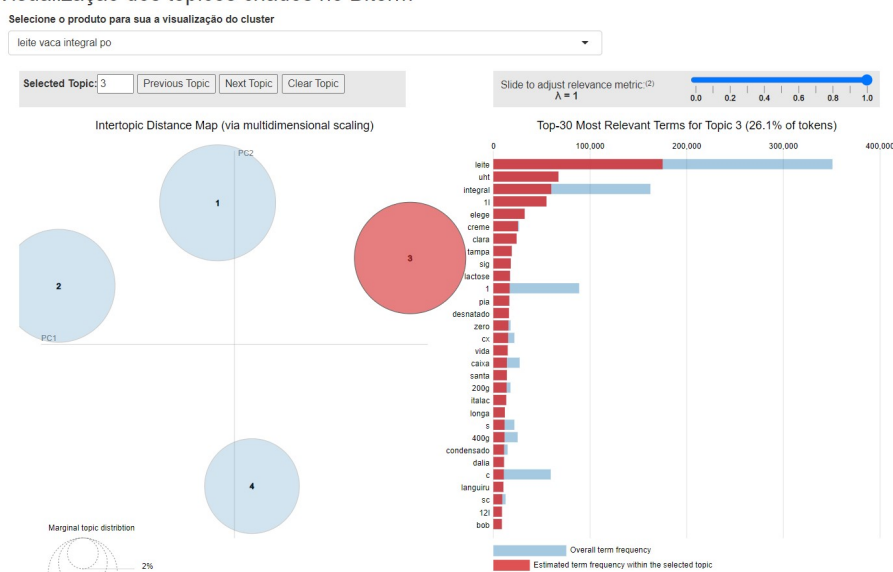 Selecione o produto para sua a visualização do cluster
leite vaca integral po
Selected Topic: 3 Previous Topic Next Topic Clear Topic
Slide to adjust relevance metric:(2)
λ = 1
0.0 0.2 0.4 0.6 0.8 1.0
Intertopic Distance Map (via multidimensional scaling)
PC2
1
3
2
PC1
4
Marginal topic distribtion
2%
Top-30 Most Relevant Terms for Topic 3 (26.1% of tokens)
0 100,000 200,000 300,000 400,000
leite
uht
integral
1l
elege
creme
clara
tampa
sig
lactose
1
pia
desnatado
zero
cx
vida
caixa
santa
200g
italac
longa
s
400g
condensado
dalia
c
languiru
sc
12l
bob
Overall term frequency
Estimated term frequency within the selected topic